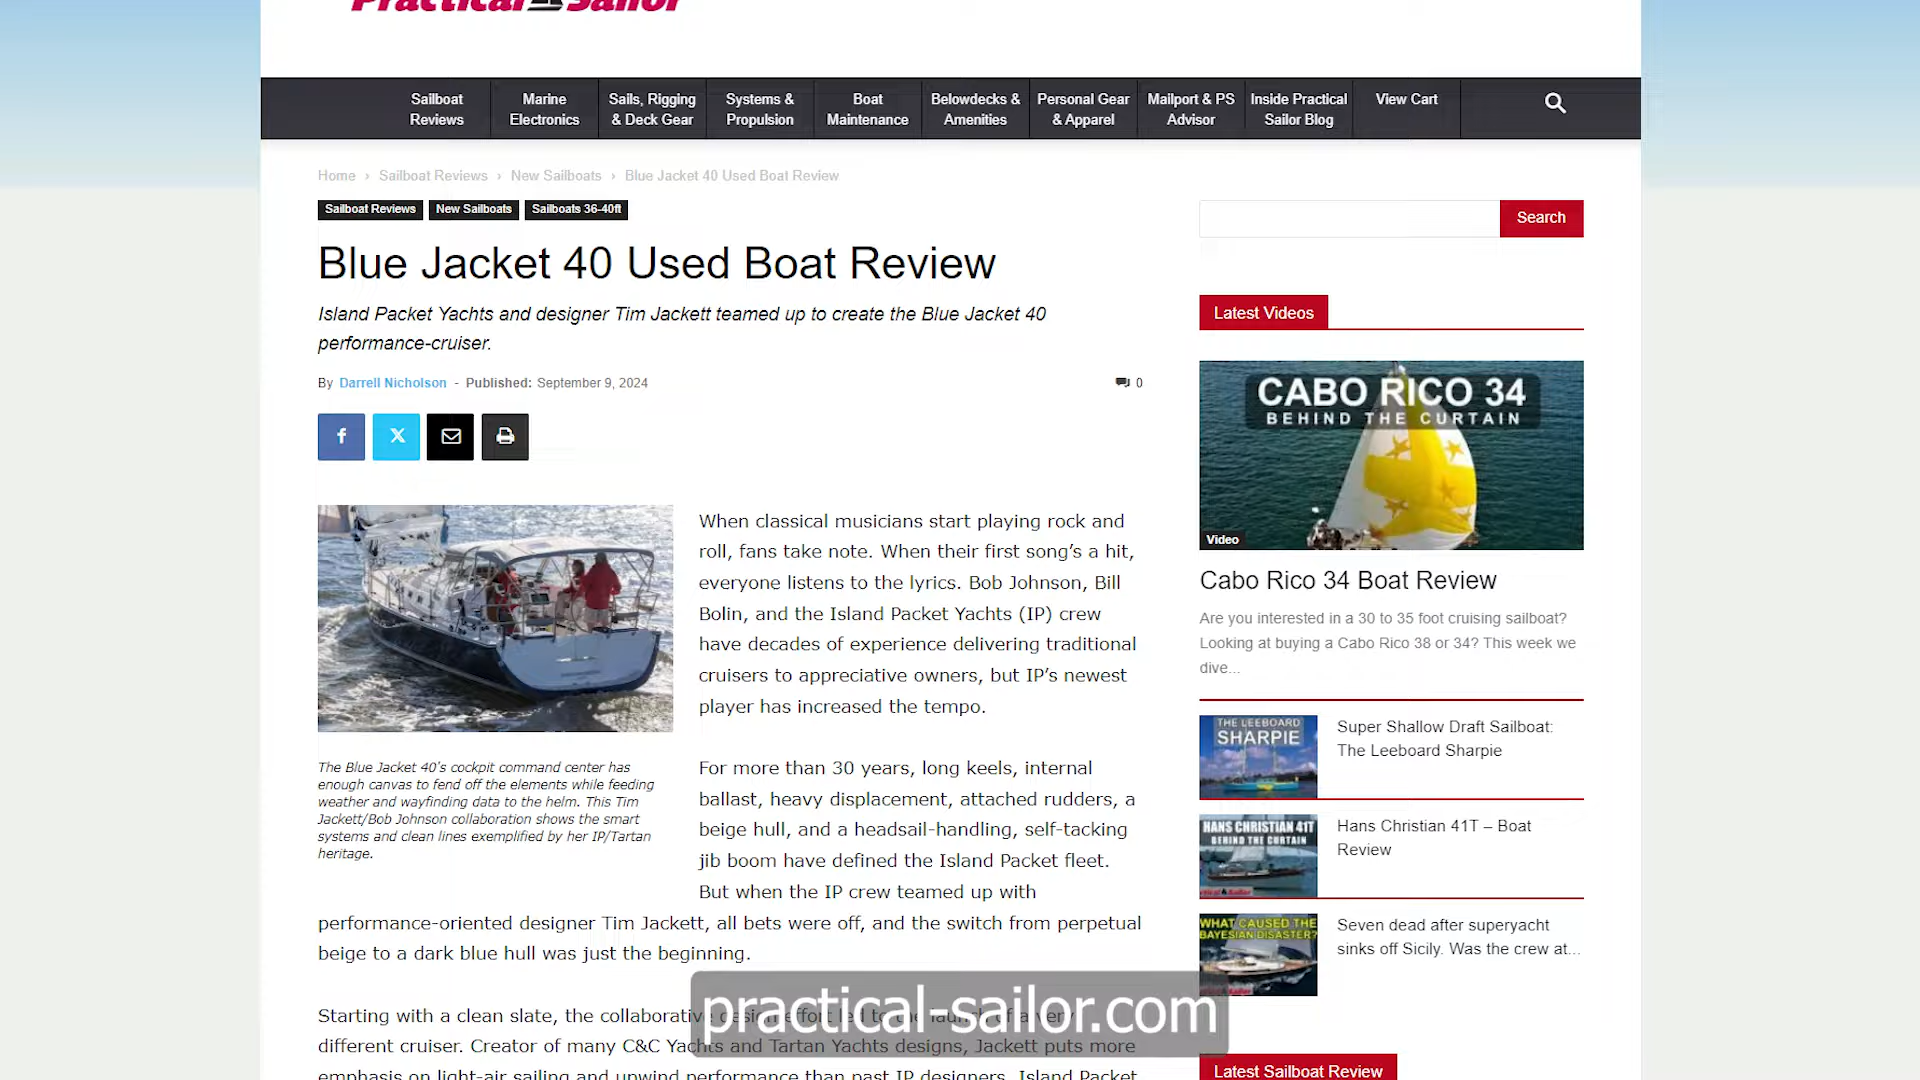 Practical Sailor
Sailboat Reviews
Marine Electronics
Sails, Rigging & Deck Gear
Systems & Propulsion
Boat Maintenance
Belowdecks & Amenities
Personal Gear & Apparel
Mailport & PS Advisor
Inside Practical Sailor Blog
View Cart
Home › Sailboat Reviews › New Sailboats › Blue Jacket 40 Used Boat Review
Sailboat Reviews New Sailboats Sailboats 36-40ft
Blue Jacket 40 Used Boat Review
Island Packet Yachts and designer Tim Jackett teamed up to create the Blue Jacket 40
performance-cruiser.
By Darrell Nicholson - Published: September 9, 2024
0
The Blue Jacket 40's cockpit command center has
enough canvas to fend off the elements while feeding
weather and wayfinding data to the helm. This Tim
Jackett/Bob Johnson collaboration shows the smart
systems and clean lines exemplified by her IP/Tartan
heritage.
When classical musicians start playing rock and
roll, fans take note. When their first song’s a hit,
everyone listens to the lyrics. Bob Johnson, Bill
Bolin, and the Island Packet Yachts (IP) crew
have decades of experience delivering traditional
cruisers to appreciative owners, but IP’s newest
player has increased the tempo.
For more than 30 years, long keels, internal
ballast, heavy displacement, attached rudders, a
beige hull, and a headsail-handling, self-tacking
jib boom have defined the Island Packet fleet.
But when the IP crew teamed up with
performance-oriented designer Tim Jackett, all bets were off, and the switch from perpetual
beige to a dark blue hull was just the beginning.
Starting with a clean slate, the collaborative design effort led to the launch of a very
different cruiser. Creator of many C&C Yachts and Tartan Yachts designs, Jackett puts more
emphasis on light-air sailing and upwind performance than past IP designers. Island Packet
practical-sailor.com
Search
Latest Videos
CABO RICO 34
BEHIND THE CURTAIN
Video
Cabo Rico 34 Boat Review
Are you interested in a 30 to 35 foot cruising sailboat?
Looking at buying a Cabo Rico 38 or 34? This week we
dive...
THE LEEBOARD
SHARPIE
Super Shallow Draft Sailboat:
The Leeboard Sharpie
HANS CHRISTIAN 41T
BEHIND THE CURTAIN
Practical Sailor
Hans Christian 41T – Boat
Review
WHAT CAUSED THE
BAYESIAN DISASTER?
Practical Sailor
Seven dead after superyacht
sinks off Sicily. Was the crew at...
Latest Sailboat Review